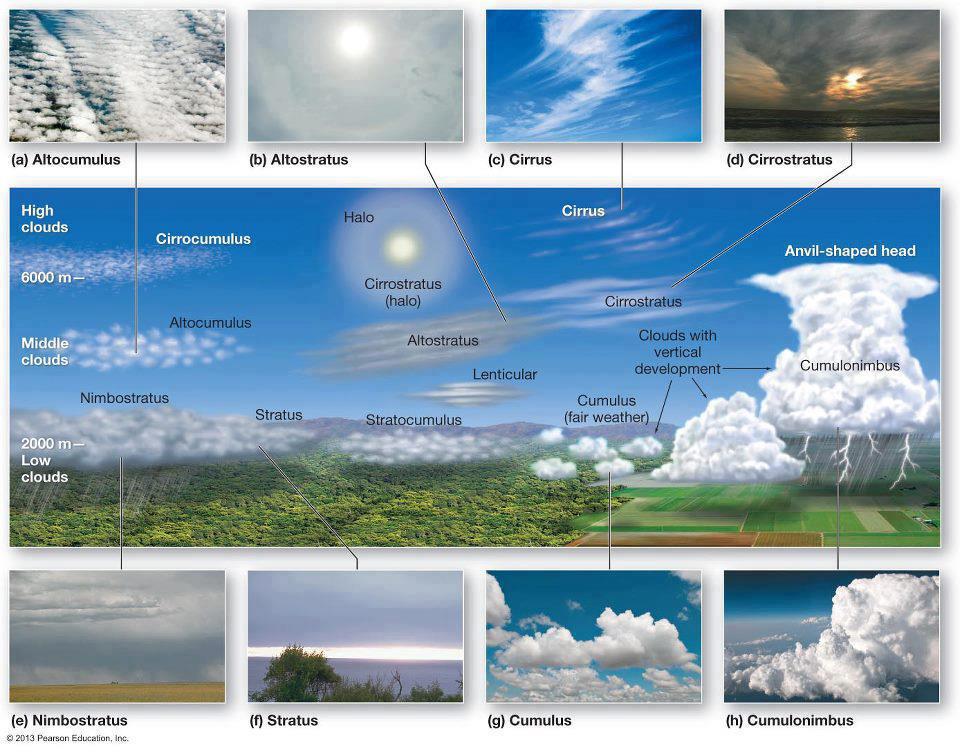 (a) Altocumulus
(b) Altostratus
(c) Cirrus
(d) Cirrostratus
High
clouds
Cirrocumulus
6000 m
Halo
Cirrostratus
(halo)
Cirrus
Anvil-shaped head
Cirrostratus
Altocumulus
Middle
clouds
Altostratus
Clouds with
vertical
development
Cumulonimbus
Lenticular
Nimbostratus
Stratus
Stratocumulus
Cumulus
(fair weather)
2000 m
Low
clouds
(e) Nimbostratus
(f) Stratus
(g) Cumulus
(h) Cumulonimbus
© 2013 Pearson Education, Inc.